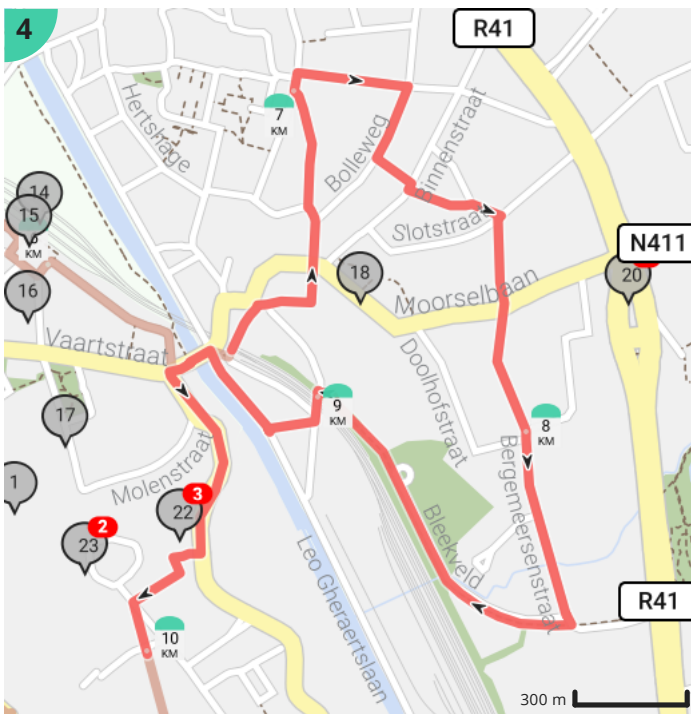 4
R41
7
KM
Hertshage
Bolleweg
Binnenstraat
14
15
KM
Slotstraat
N411
18
20
16
Moorselbaan
Vaartstraat
Doolhofstraat
9
KM
17
8
KM
Molenstraat
Bergemeersenstraat
1
3
22
2
23
Bleekveld
Leo Gheraertslaan
R41
10
KM
300 m